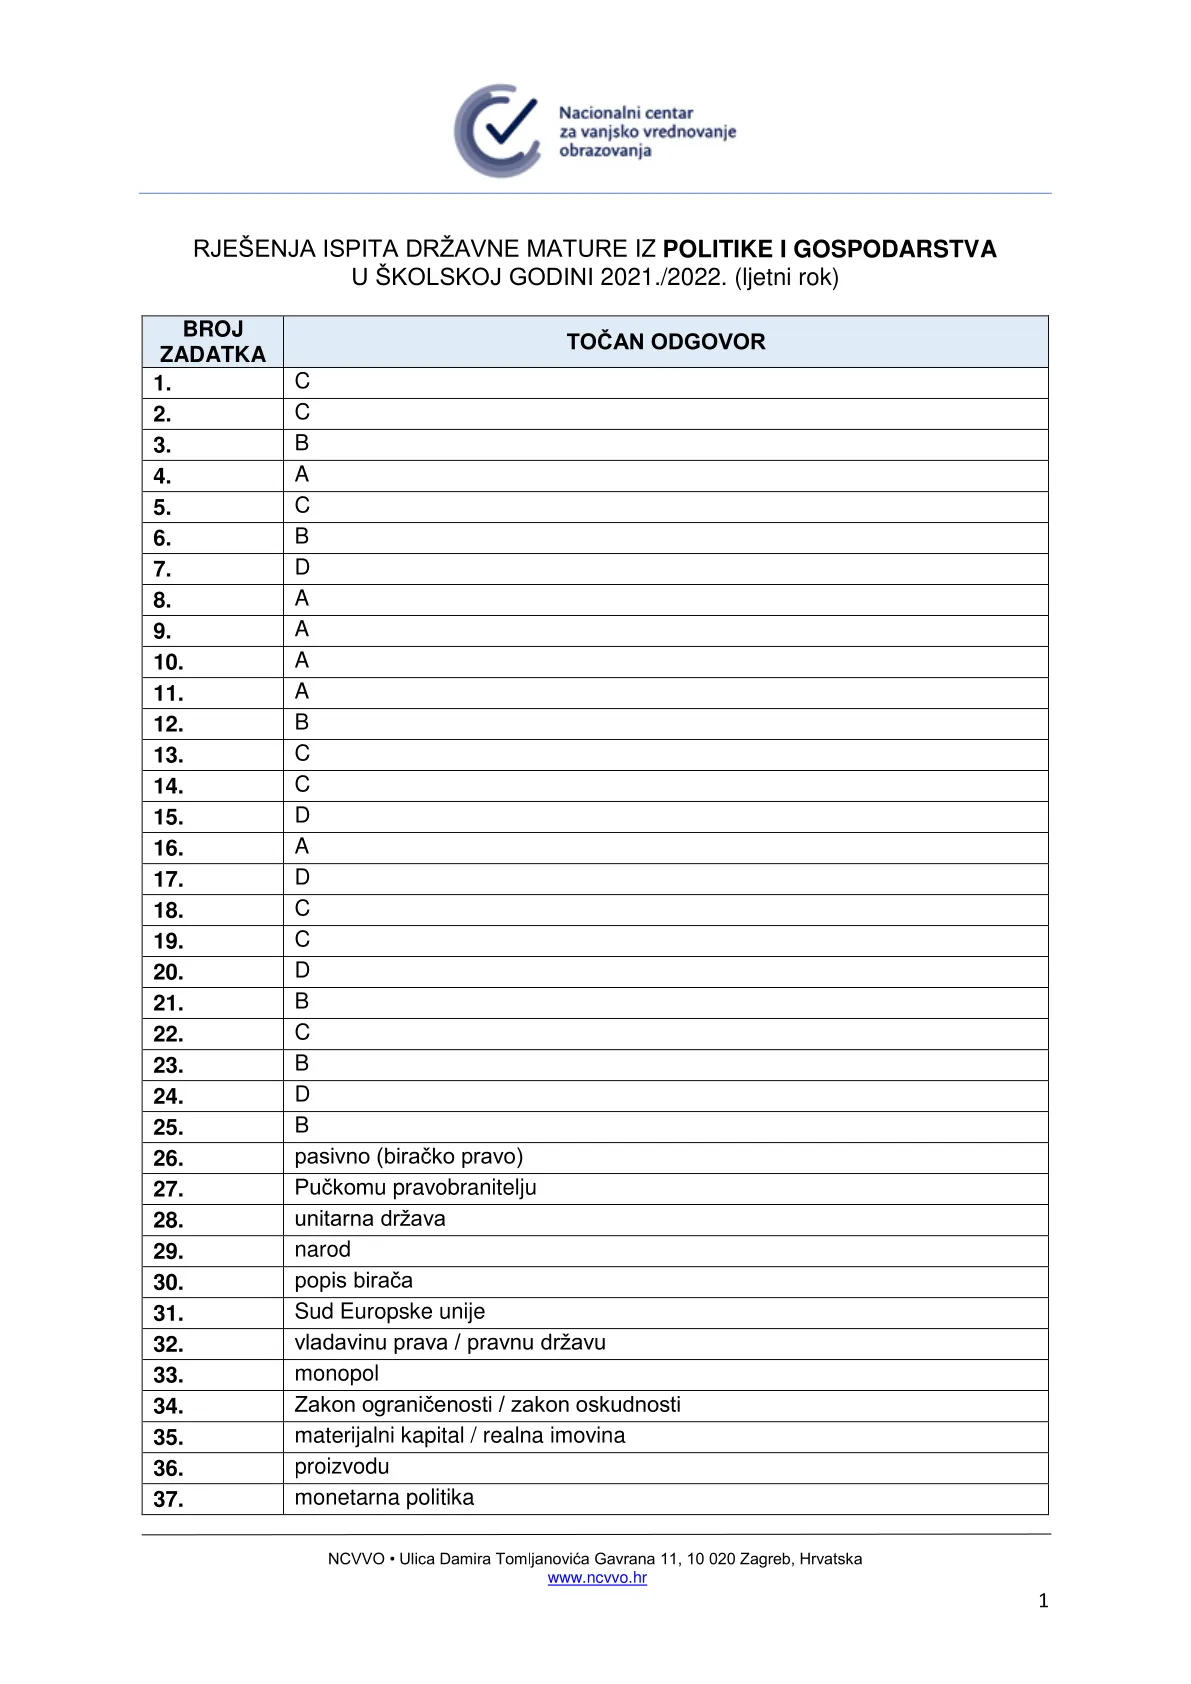 Nacionalni centar
za vanjsko vrednovanje
obrazovanja
RJEŠENJA ISPITA DRŽAVNE MATURE IZ POLITIKE I GOSPODARSTVA
U ŠKOLSKOJ GODINI 2021./2022. (ljetni rok)
BROJ
ZADATKA
TOČAN ODGOVOR
1. C
2. C
3. B
4. A
5. C
6. B
7. D
8. A
9. A
10. A
11. A
12. B
13. C
14. C
15. D
16. A
17. D
18. C
19. C
20. D
21. B
22. C
23. B
24. D
25. B
26. pasivno (biračko pravo)
27. Pučkomu pravobranitelju
28. unitarna država
29. narod
30. popis birača
31. Sud Europske unije
32. vladavinu prava / pravnu državu
33. monopol
34. Zakon ograničenosti / zakon oskudnosti
35. materijalni kapital / realna imovina
36. proizvodu
37. monetarna politika
NCVVO • Ulica Damira Tomljanovića Gavrana 11, 10 020 Zagreb, Hrvatska
www.ncvvo.hr
1